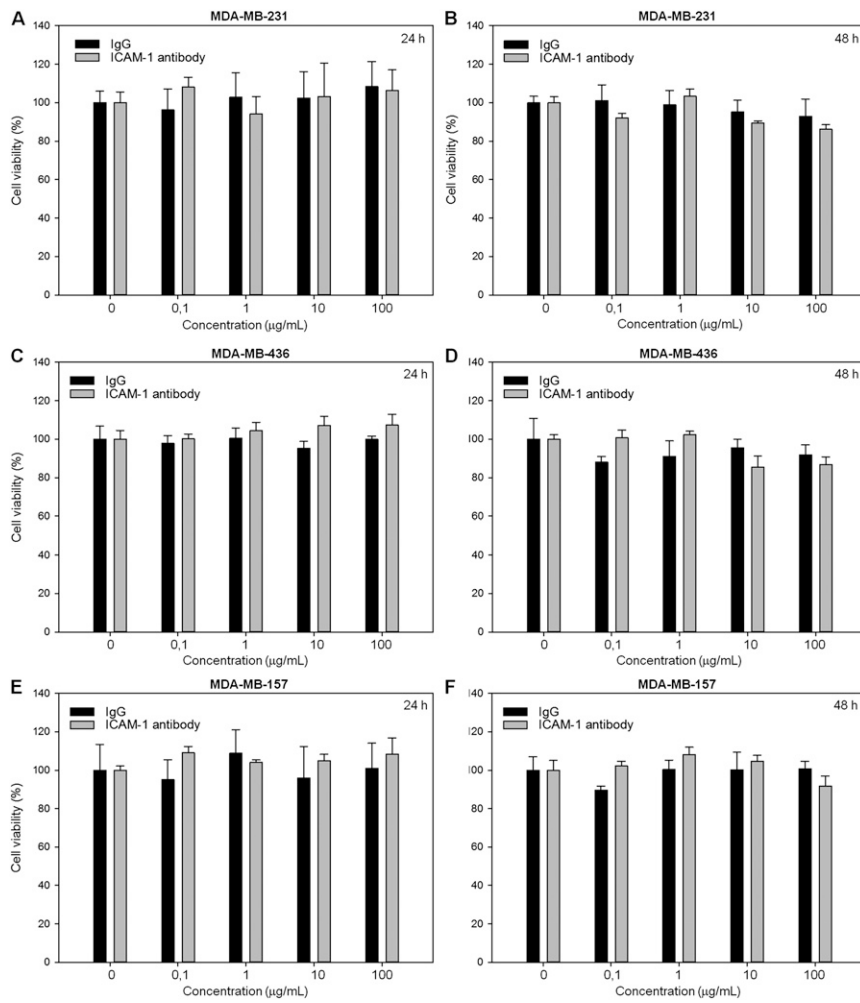 A
MDA-MB-231
24 h
IgG
ICAM-1 antibody
Cell viability (%)
140
120
100
80
60
40
20
0
0 0,1 1 10 100
Concentration (µg/mL)
B
MDA-MB-231
48 h
IgG
ICAM-1 antibody
Cell viability (%)
140
120
100
80
60
40
20
0
0 0,1 1 10 100
Concentration (µg/mL)
C
MDA-MB-436
24 h
IgG
ICAM-1 antibody
Cell viability (%)
140
120
100
80
60
40
20
0
0 0,1 1 10 100
Concentration (µg/mL)
D
MDA-MB-436
48 h
IgG
ICAM-1 antibody
140
120
100
80
60
40
20
0
0 0,1 1 10 100
Concentration (µg/mL)
E
MDA-MB-157
24 h
IgG
ICAM-1 antibody
Cell viability (%)
140
120
100
80
60
40
20
0
0 0,1 1 10 100
Concentration (µg/mL)
F
MDA-MB-157
48 h
IgG
ICAM-1 antibody
140
120
100
80
60
40
20
0
0 0,1 1 10 100
Concentration (µg/mL)